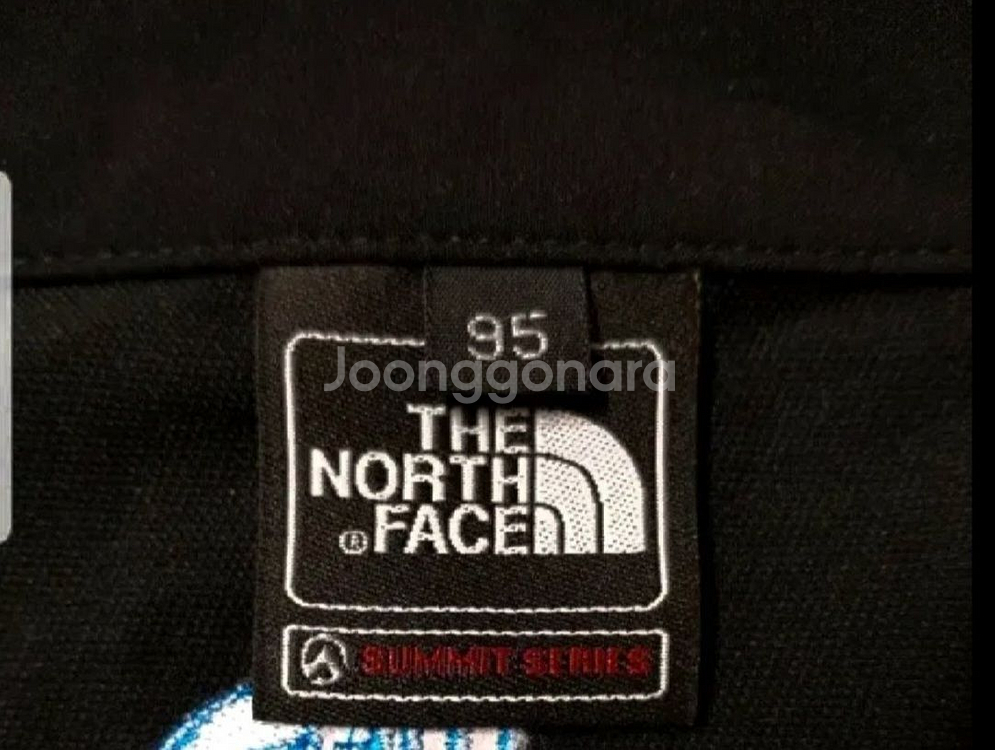 95
Joonggonara
THE
NORTH
® FACE
SUMMIT SERIES